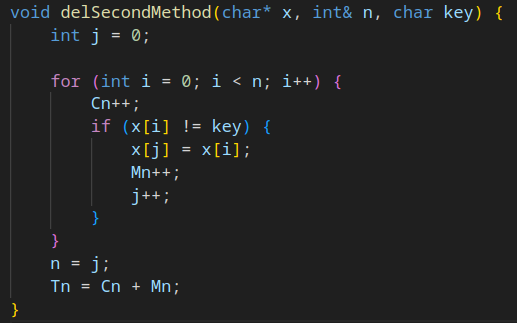 void delSecondMethod(char* x, int& n, char key) {
    int j = 0;

    for (int i = 0; i < n; i++) {
        Cn++;
        if (x[i] != key) {
            x[j] = x[i];
            Mn++;
            j++;
        }
    }
    n = j;
    Tn = Cn + Mn;
}